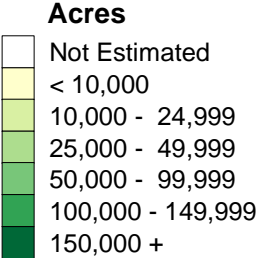 Acres
Not Estimated
< 10,000
10,000 - 24,999
25,000 - 49,999
50,000 - 99,999
100,000 - 149,999
150,000 +